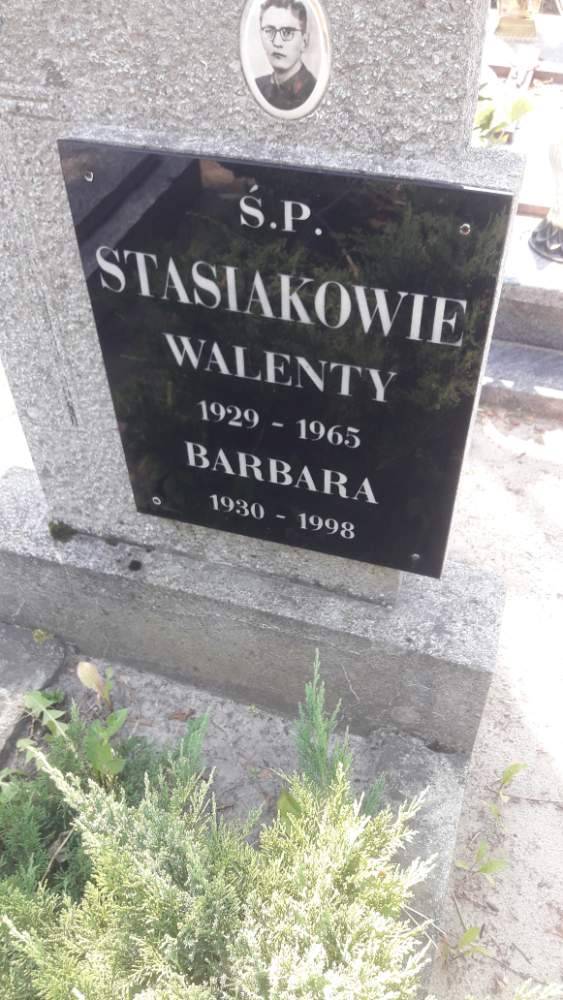 Ś.P.
STASIAKOWIE
WALENTY
1929 - 1965
BARBARA
1930 - 1998